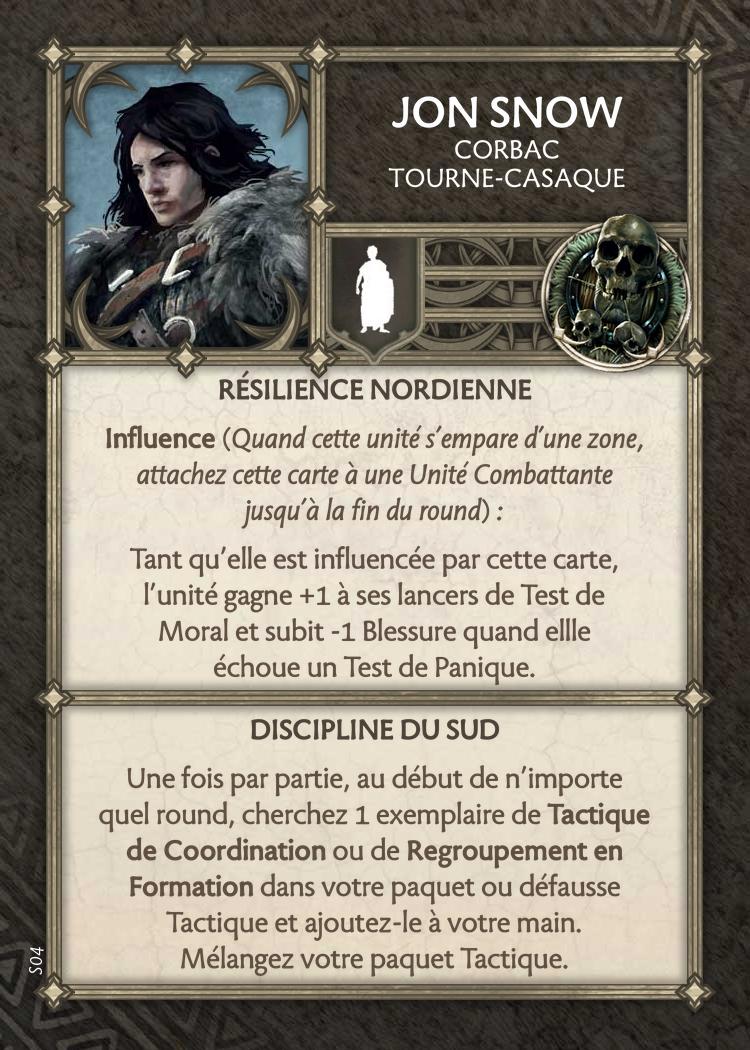 JON SNOW
CORBAC
TOURNE-CASAQUE
RÉSILIENCE NORDIENNE
Influence (Quand cette unité s'empare d'une zone,
attachez cette carte à une Unité Combattante
jusqu'à la fin du round) :
Tant qu'elle est influencée par cette carte,
l'unité gagne +1 à ses lancers de Test de
Moral et subit -1 Blessure quand ellle
échoue un Test de Panique.
DISCIPLINE DU SUD
Une fois par partie, au début de n'importe
quel round, cherchez 1 exemplaire de Tactique
de Coordination ou de Regroupement en
Formation dans votre paquet ou défausse
Tactique et ajoutez-le à votre main.
Mélangez votre paquet Tactique.
S04